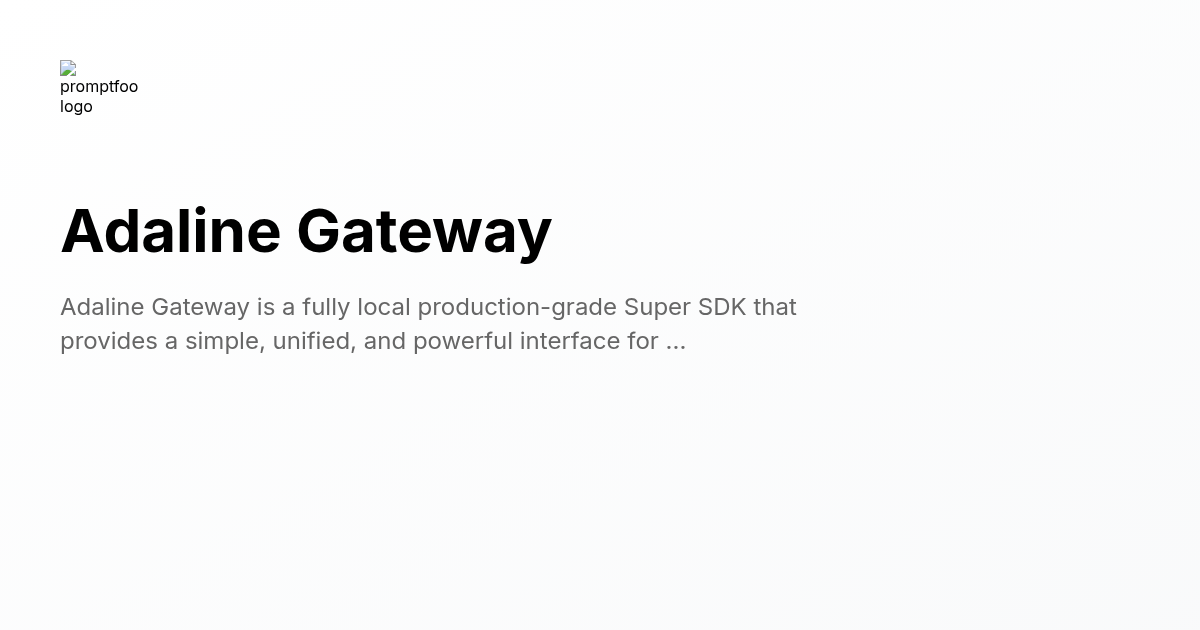 promptfoo
logo
Adaline Gateway
Adaline Gateway is a fully local production-grade Super SDK that
provides a simple, unified, and powerful interface for ...